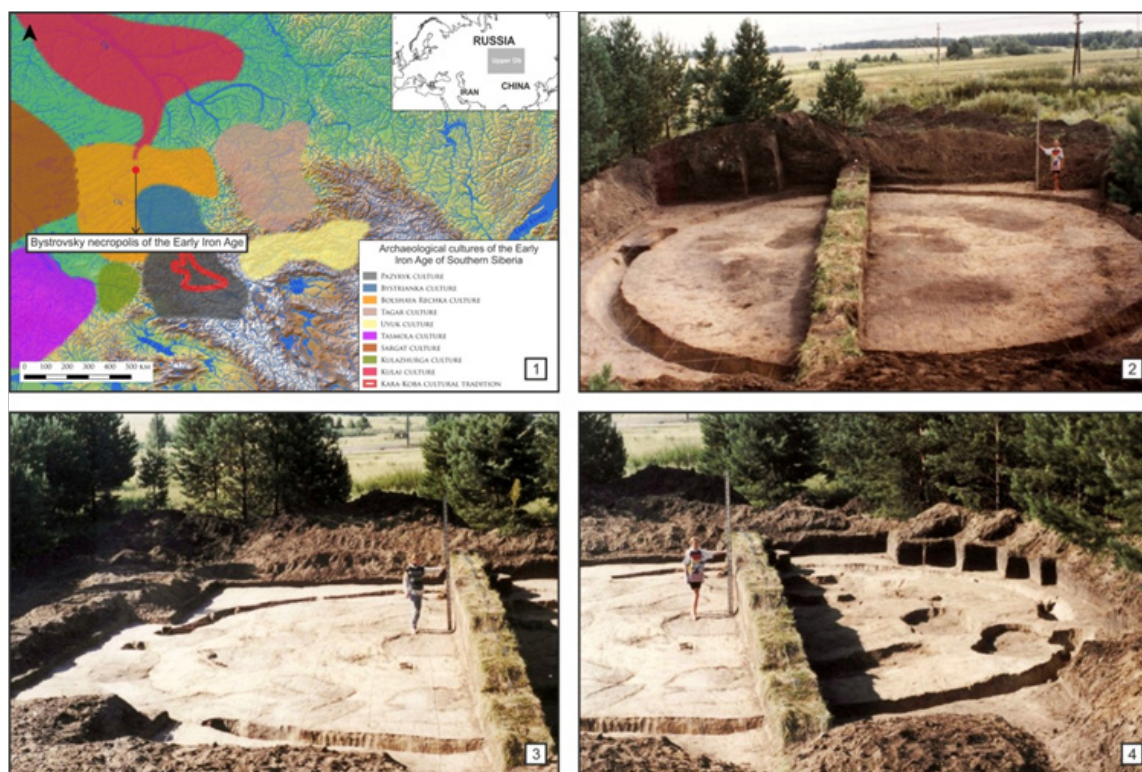 RUSSIA
Upper Ob
IRAN
CHINA
Bystrovsky necropolis of the Early Iron Age
Archaeological cultures of the Early
Iron Age of Southern Siberia
PAZYRYK CULTURE
BYSTRIANKA CULTURE
BOLSHAYA RECHKA CULTURE
TAGAR CULTURE
UYUK CULTURE
TASMOLA CULTURE
SARGAT CULTURE
KULAZHURGA CULTURE
KULAI CULTURE
KARA-KOBA CULTURAL TRADITION
0 100 200 300 400 500 KM
1
2
3
4